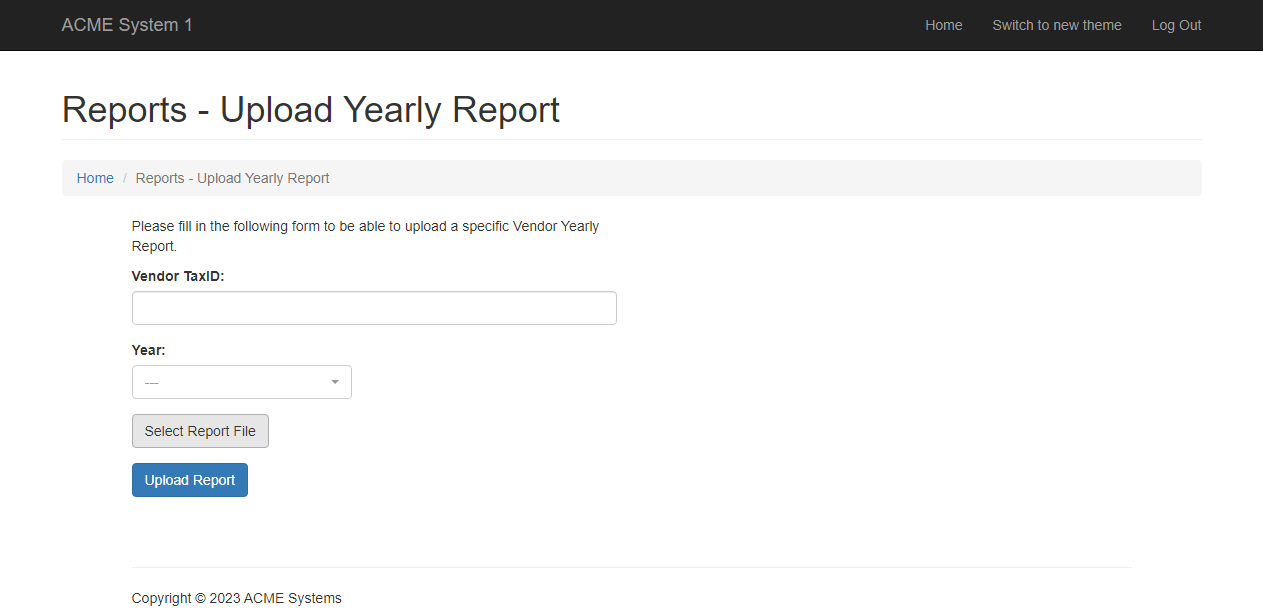 ACME System 1
Home
Switch to new theme
Log Out
Reports - Upload Yearly Report
Home / Reports - Upload Yearly Report
Please fill in the following form to be able to upload a specific Vendor Yearly
Report.
Vendor TaxID:
Year:
---
Select Report File
Upload Report
Copyright © 2023 ACME Systems